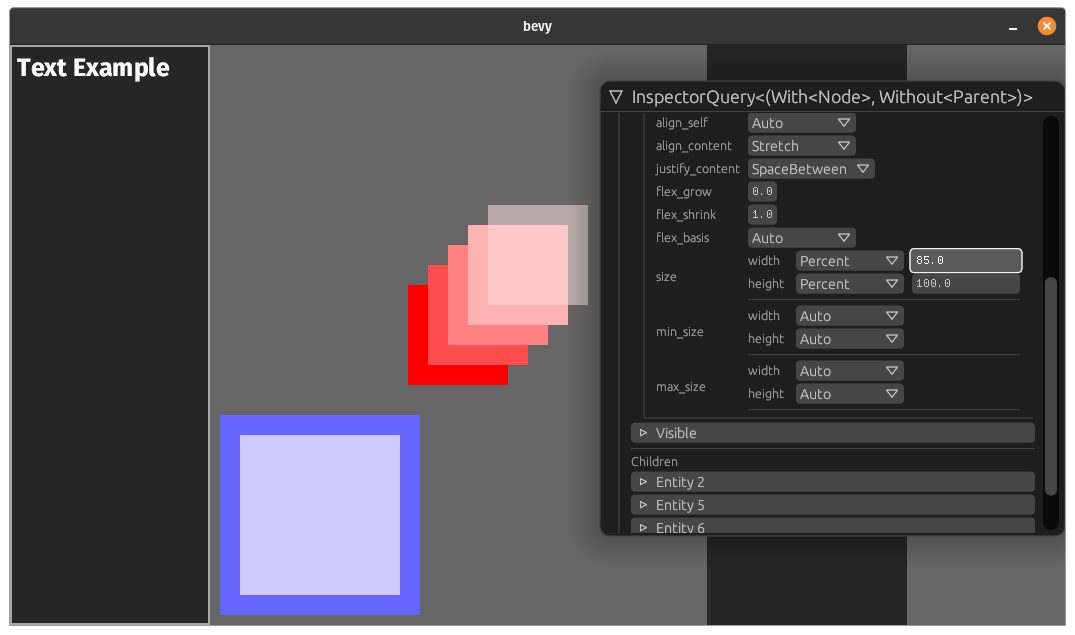 bevy
Text Example
InspectorQuery<(With<Node>, Without<Parent>)>
align_self Auto
align_content Stretch
justify_content SpaceBetween
flex_grow 0.0
flex_shrink 1.0
flex_basis Auto
size
width Percent 85.0
height Percent 100.0
min_size
width Auto
height Auto
max_size
width Auto
height Auto
Visible
Children
Entity 2
Entity 5
Entity 6